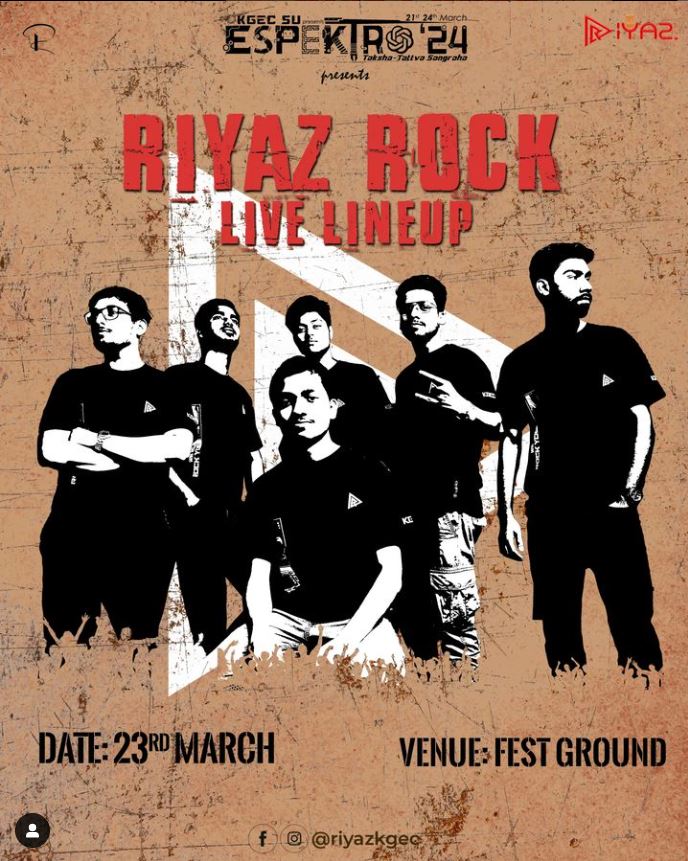 KGEC SU presents 21st 24th March
ESPEKTRO '24
Taksha-Tattva Sangraha
presents
RIYAZ.
RIYAZ ROCK
LIVE LINEUP
DATE: 23RD MARCH
VENUE: FEST GROUND
@riyazkgec